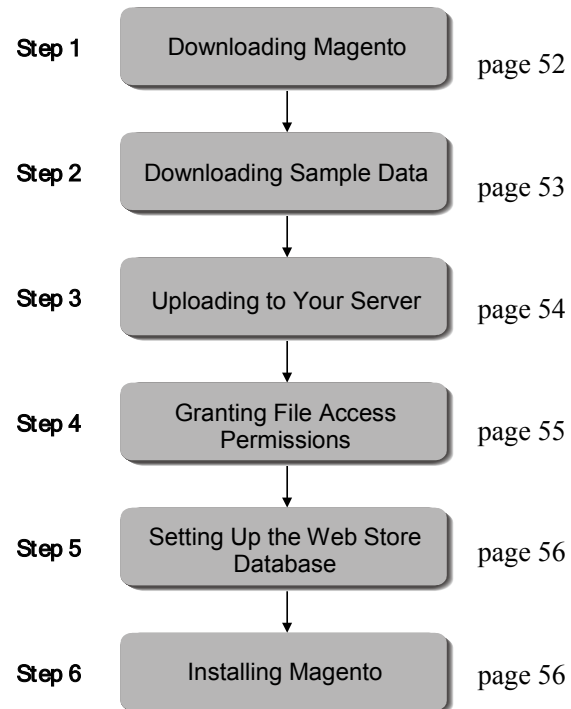 Step 1
Downloading Magento
page 52
Step 2
Downloading Sample Data
page 53
Step 3
Uploading to Your Server
page 54
Step 4
Granting File Access
Permissions
page 55
Step 5
Setting Up the Web Store
Database
page 56
Step 6
Installing Magento
page 56